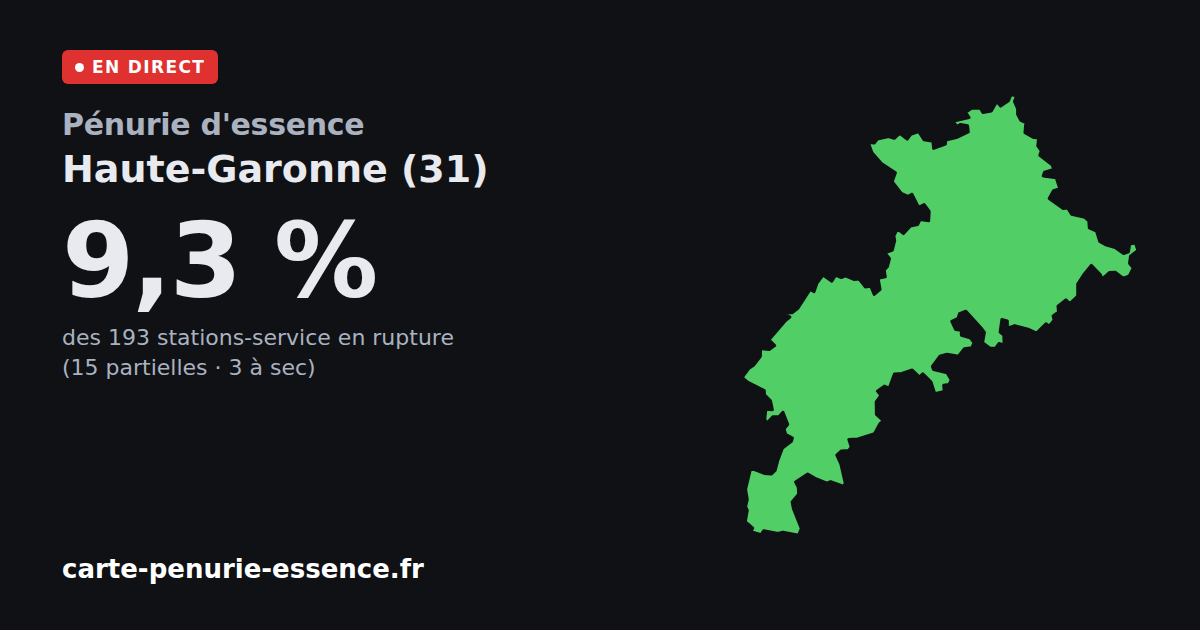 EN DIRECT
Pénurie d'essence
Haute-Garonne (31)
9,3 %
des 193 stations-service en rupture
(15 partielles · 3 à sec)
carte-penurie-essence.fr